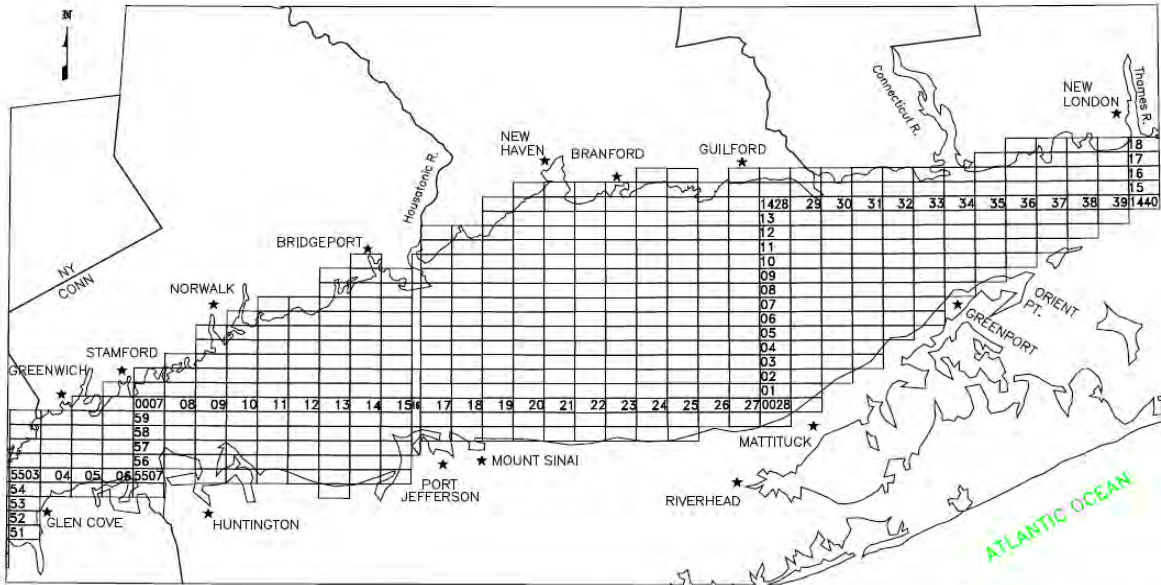 N
NEW
LONDON
Thames R.
Connecticut R.
NEW
HAVEN
BRANFORD
GUILFORD
Housatonic R.
18
17
16
15
1428 29 30 31 32 33 34 35 36 37 38 39 1440
13
12
11
10
09
08
07
06
05
04
03
02
01
BRIDGEPORT
NY
CONN
NORWALK
ORIENT
PT.
GREENPORT
STAMFORD
GREENWICH
0007 08 09 10 11 12 13 14 15 16 17 18 19 20 21 22 23 24 25 26 27 0028
59
58
57
56
5503 04 05 06 5507
54
53
52
51
MATTITUCK
MOUNT SINAI
PORT
JEFFERSON
RIVERHEAD
GLEN COVE
HUNTINGTON
ATLANTIC OCEAN